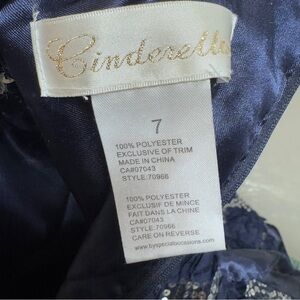 Cinderella
7
100% POLYESTER
EXCLUSIVE OF TRIM
MADE IN CHINA
CA#07043
STYLE:70966
100% POLYESTER
EXCLUSIF DE MINCE
FAIT DANS LA CHINE
CA#07043
STYLE:70966
CARE ON REVERSE
www.byspecialoccasions.com